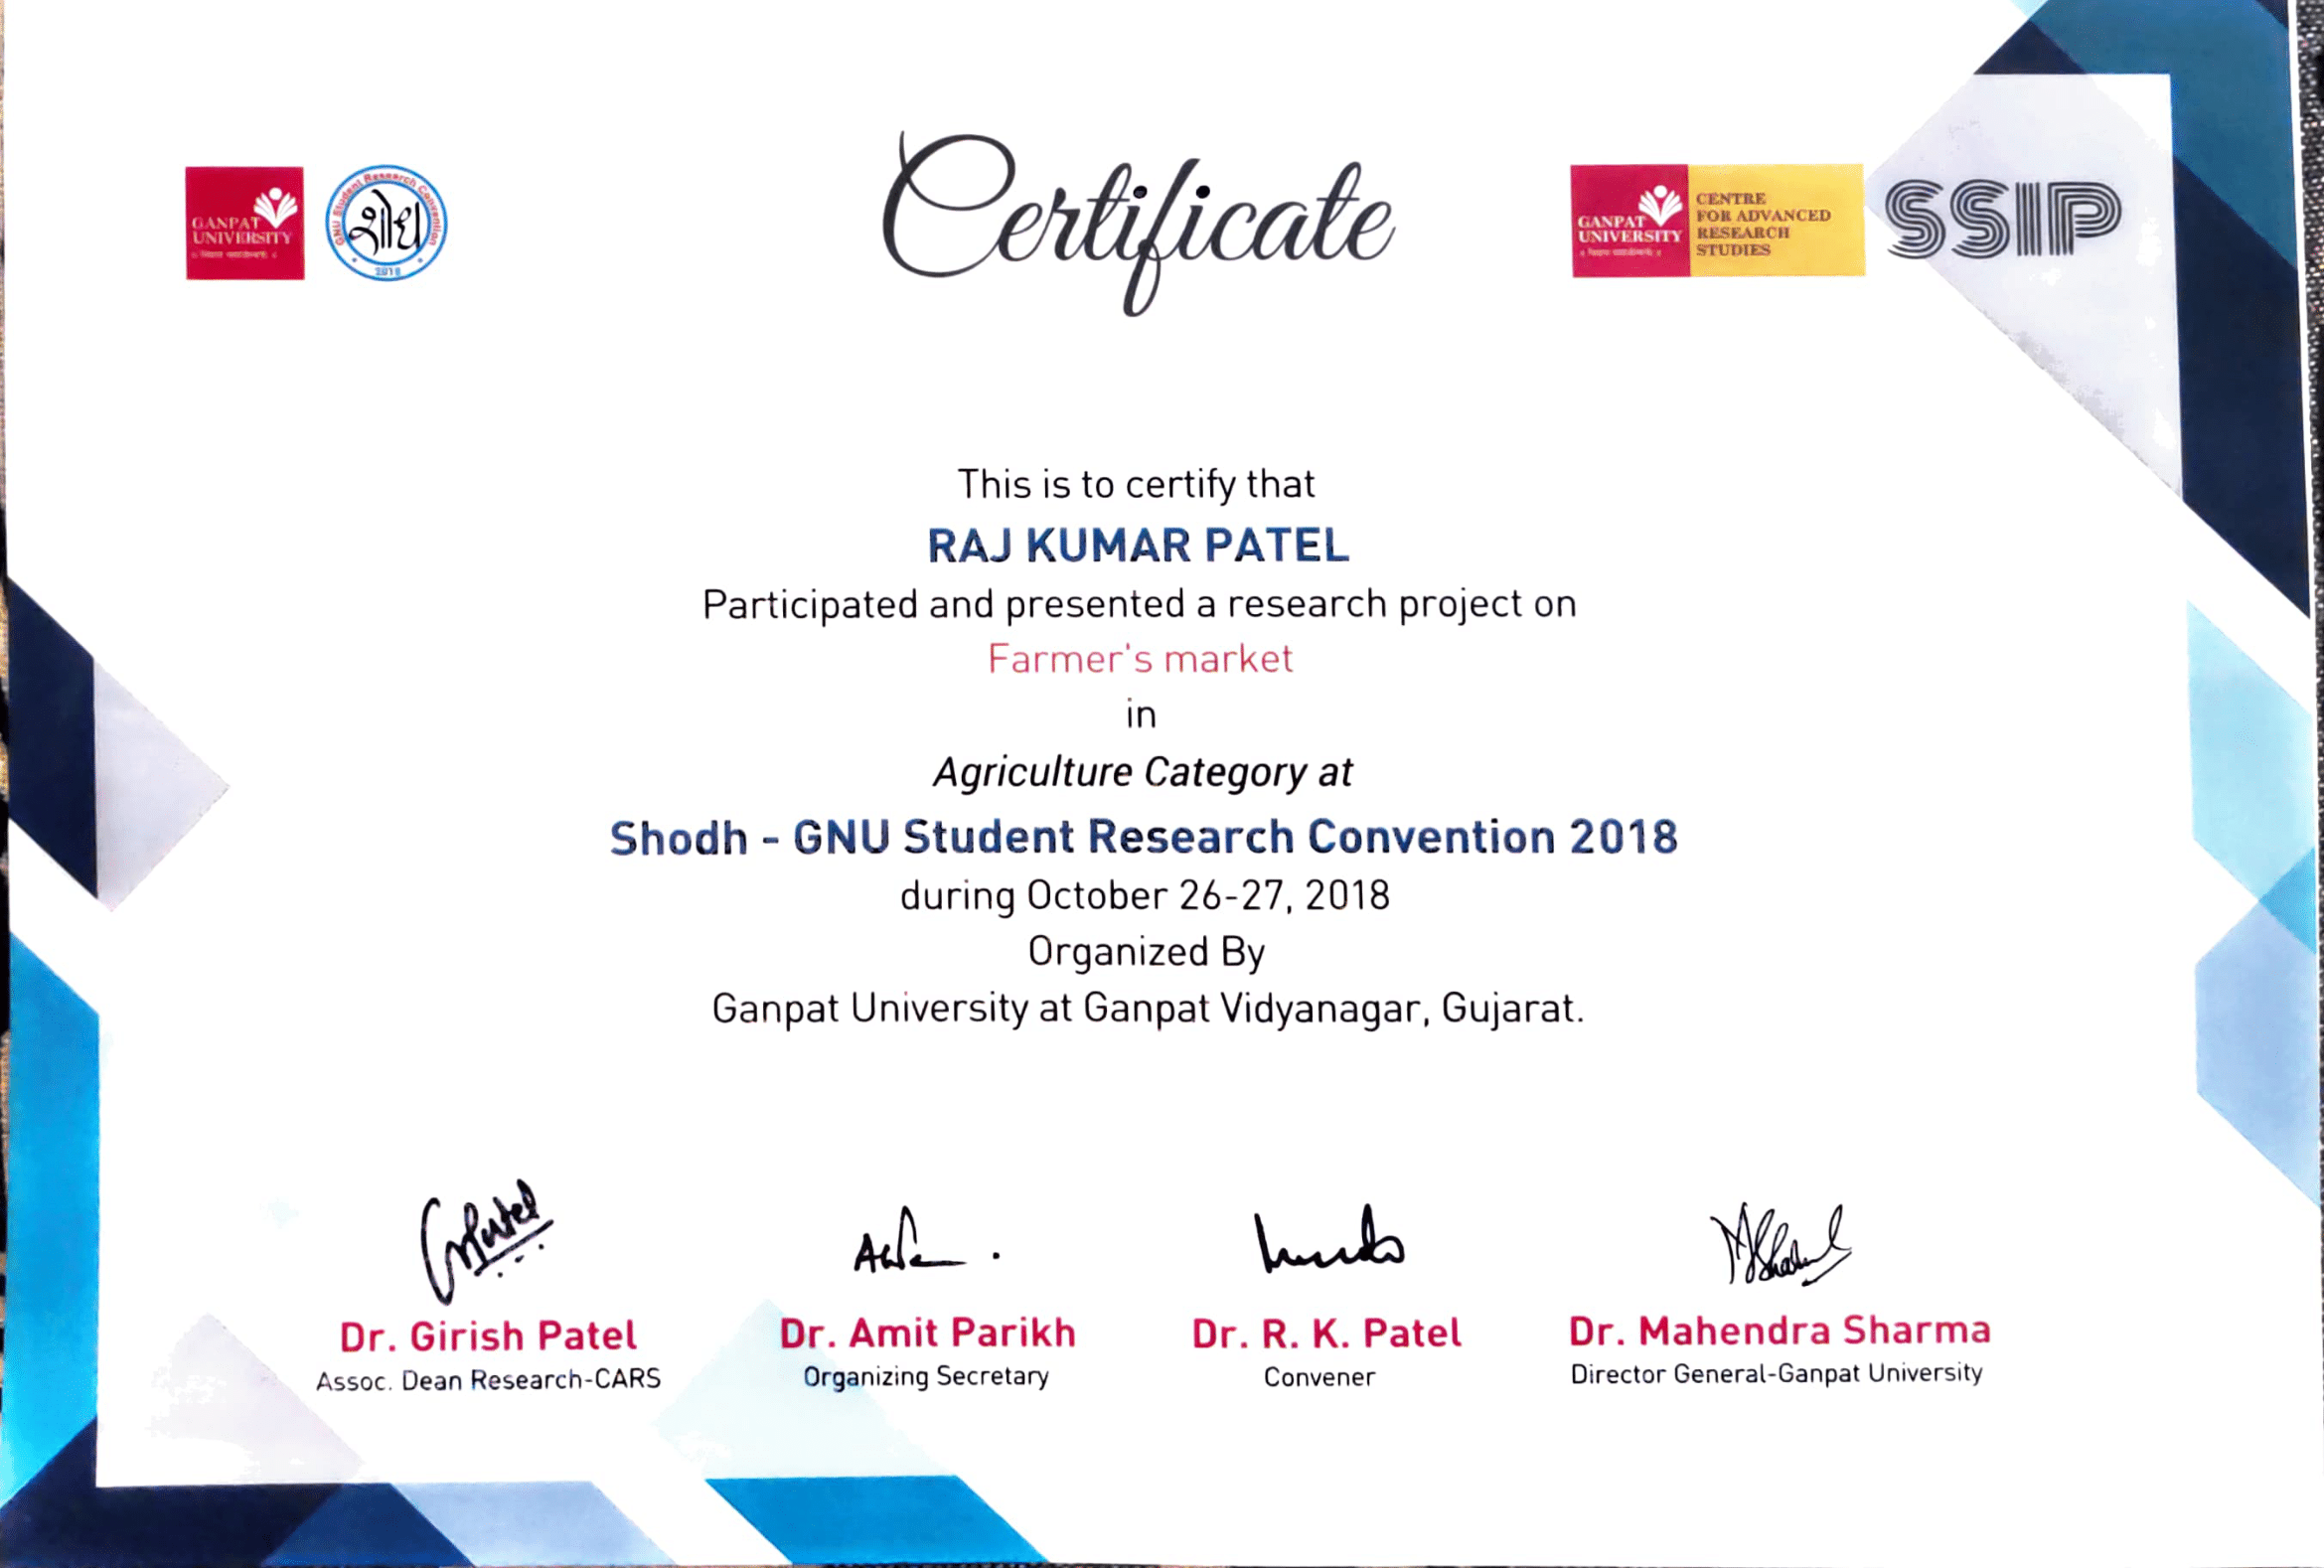 GANPAT
UNIVERSITY
GNU Student Research Convention
શોધ
2018
Certificate
GANPAT
UNIVERSITY
CENTRE
FOR ADVANCED
RESEARCH
STUDIES
SSIP
This is to certify that
RAJ KUMAR PATEL
Participated and presented a research project on
Farmer's market
in
Agriculture Category at
Shodh - GNU Student Research Convention 2018
during October 26-27, 2018
Organized By
Ganpat University at Ganpat Vidyanagar, Gujarat.
Dr. Girish Patel
Assoc. Dean Research-CARS
Dr. Amit Parikh
Organizing Secretary
Dr. R. K. Patel
Convener
Dr. Mahendra Sharma
Director General-Ganpat University